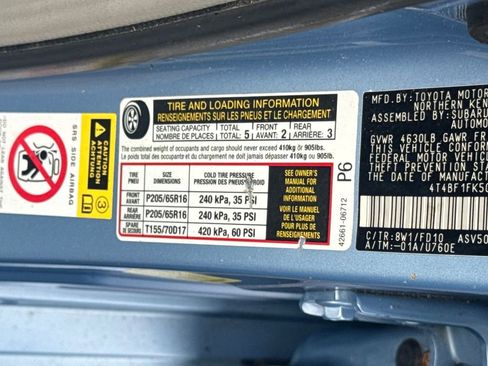 SRS SIDE AIRBAG
CAUTION
ATTENTION
TIRE AND LOADING INFORMATION
RENSEIGNEMENTS SUR LES PNEUS ET LE CHARGEMENT
SEATING CAPACITY TOTAL 5 FRONT 2 REAR 3
NOMBRE DE PLACES TOTAL: AVANT: ARRIÈRE:
The combined weight of occupants and cargo should never exceed 410kg or 905lbs.
Le poids total des occupants et du chargement ne doit jamais dépasser 410kg ou 905lb.
TIRE PNEU SIZE DIMENSIONS COLD TIRE PRESSURE PRESSION DES PNEUS À FROID
FRONT AVANT P205/65R16 240 kPa, 35 PSI
REAR ARRIÈRE P205/65R16 240 kPa, 35 PSI
SPARE DE SECOURS T155/70D17 420 kPa, 60 PSI
SEE OWNER'S
MANUAL FOR
ADDITIONAL
INFORMATION
VOIR LE MANUEL
DE L'USAGER
POUR PLUS DE
RENSEIGNEMENTS
P6
42661-06712
MFD.BY: TOYOTA MOTOR
NORTHERN KEN
ASSEMBLED BY: SUBARU
AUTOMO
GVWR 4630LB GAWR FR
THIS VEHICLE CONFORM
FEDERAL MOTOR VEHIC
THEFT PREVENTION STA
THE DATE OF MANUFACT
4T4BF1FK5C
C/TR: 8W1/FD10 ASV50
A/TM: -01A/U760E